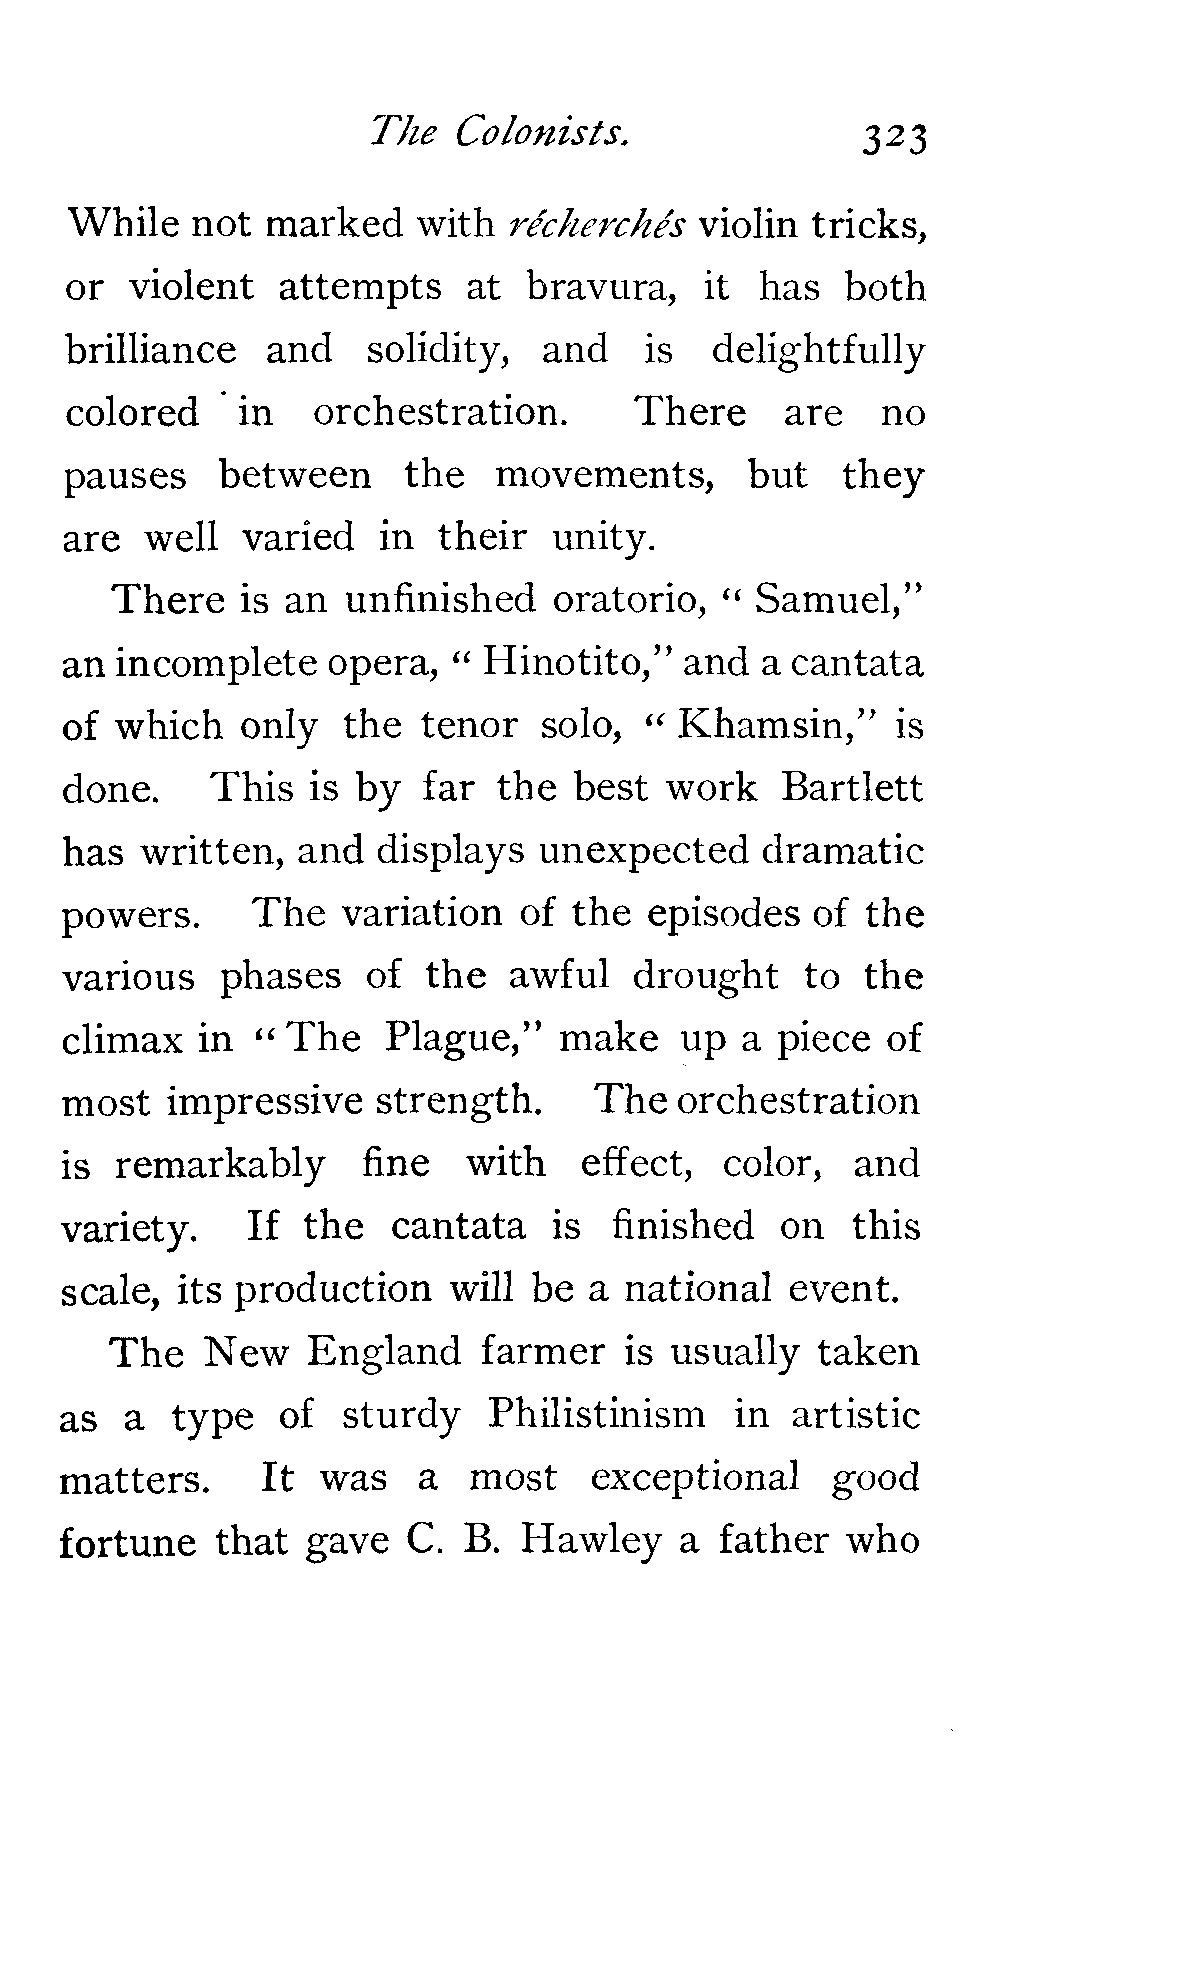 The Colonists. 323
While not marked with récherchés violin tricks,
or violent attempts at bravura, it has both
brilliance and solidity, and is delightfully
colored in orchestration. There are no
pauses between the movements, but they
are well varied in their unity.
There is an unfinished oratorio, “ Samuel,”
an incomplete opera, “ Hinotito,” and a cantata
of which only the tenor solo, “ Khamsin,” is
done. This is by far the best work Bartlett
has written, and displays unexpected dramatic
powers. The variation of the episodes of the
various phases of the awful drought to the
climax in “ The Plague,” make up a piece of
most impressive strength. The orchestration
is remarkably fine with effect, color, and
variety. If the cantata is finished on this
scale, its production will be a national event.
The New England farmer is usually taken
as a type of sturdy Philistinism in artistic
matters. It was a most exceptional good
fortune that gave C. B. Hawley a father who